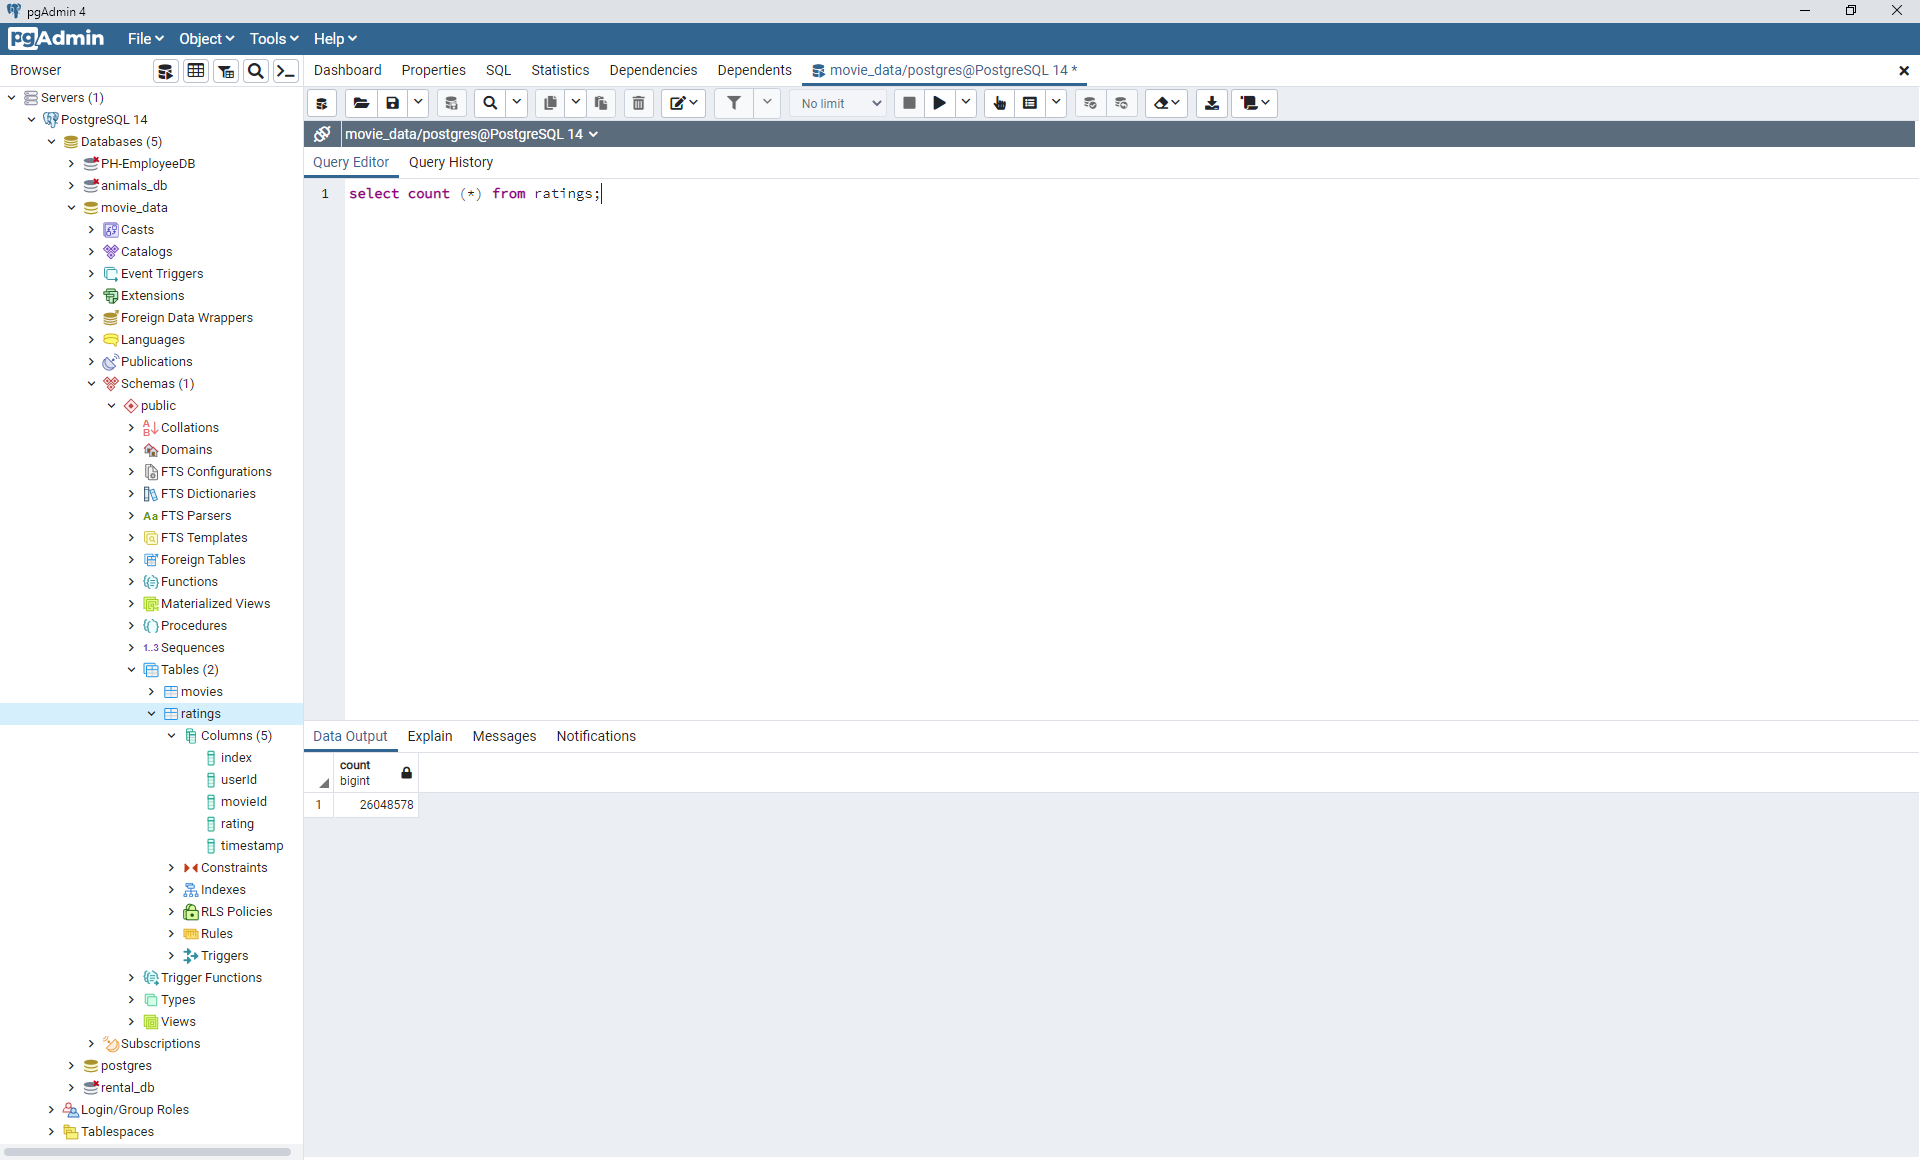 pgAdmin 4
pgAdmin File Object Tools Help
Browser
Dashboard Properties SQL Statistics Dependencies Dependents movie_data/postgres@PostgreSQL 14 *
No limit
movie_data/postgres@PostgreSQL 14
Query Editor Query History
1 select count (*) from ratings;
Servers (1)
PostgreSQL 14
Databases (5)
PH-EmployeeDB
animals_db
movie_data
Casts
Catalogs
Event Triggers
Extensions
Foreign Data Wrappers
Languages
Publications
Schemas (1)
public
Collations
Domains
FTS Configurations
FTS Dictionaries
Aa FTS Parsers
FTS Templates
Foreign Tables
Functions
Materialized Views
Procedures
1..3 Sequences
Tables (2)
movies
ratings
Columns (5)
index
userId
movieId
rating
timestamp
Constraints
Indexes
RLS Policies
Rules
Triggers
Trigger Functions
Types
Views
Subscriptions
postgres
rental_db
Login/Group Roles
Tablespaces
Data Output Explain Messages Notifications
count
bigint
1 26048578